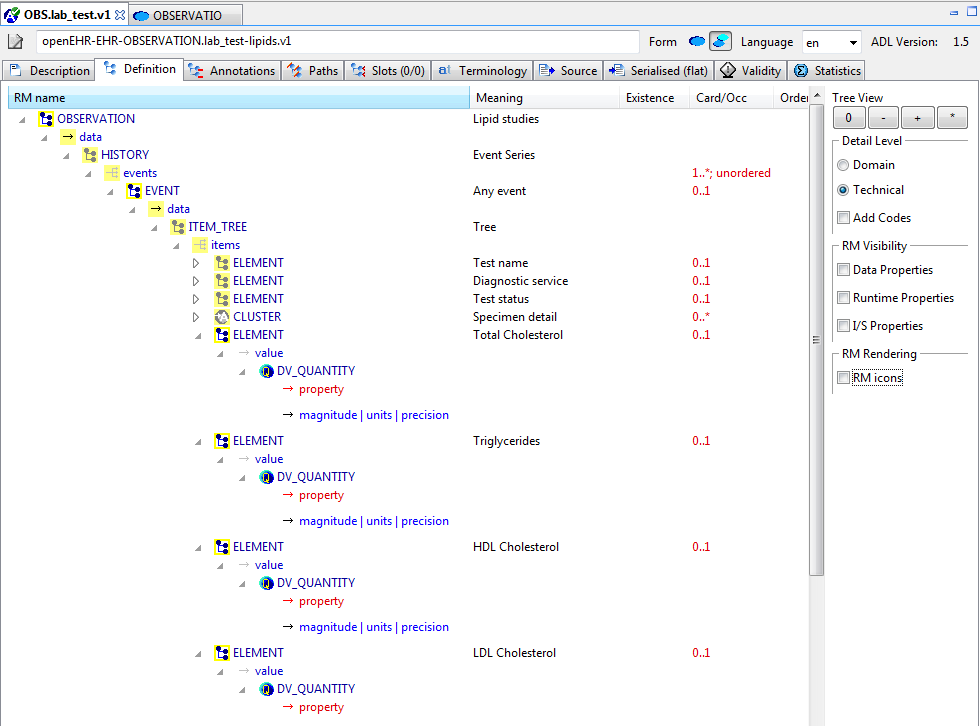 OBS.lab_test.v1 OBSERVATIO
openEHR-EHR-OBSERVATION.lab_test-lipids.v1 Form Language en ADL Version: 1.5
Description Definition Annotations Paths Slots (0/0) a† Terminology Source Serialised (flat) Validity Statistics
RM name Meaning Existence Card/Occ Order
OBSERVATION Lipid studies
data
HISTORY Event Series
events 1..*; unordered
EVENT Any event 0..1
data
ITEM_TREE Tree
items
ELEMENT Test name 0..1
ELEMENT Diagnostic service 0..1
ELEMENT Test status 0..1
CLUSTER Specimen detail 0..*
ELEMENT Total Cholesterol 0..1
value
DV_QUANTITY
property
magnitude | units | precision
ELEMENT Triglycerides 0..1
value
DV_QUANTITY
property
magnitude | units | precision
ELEMENT HDL Cholesterol 0..1
value
DV_QUANTITY
property
magnitude | units | precision
ELEMENT LDL Cholesterol 0..1
value
DV_QUANTITY
property
Tree View
0 - + *
Detail Level
Domain
Technical
Add Codes
RM Visibility
Data Properties
Runtime Properties
I/S Properties
RM Rendering
RM icons